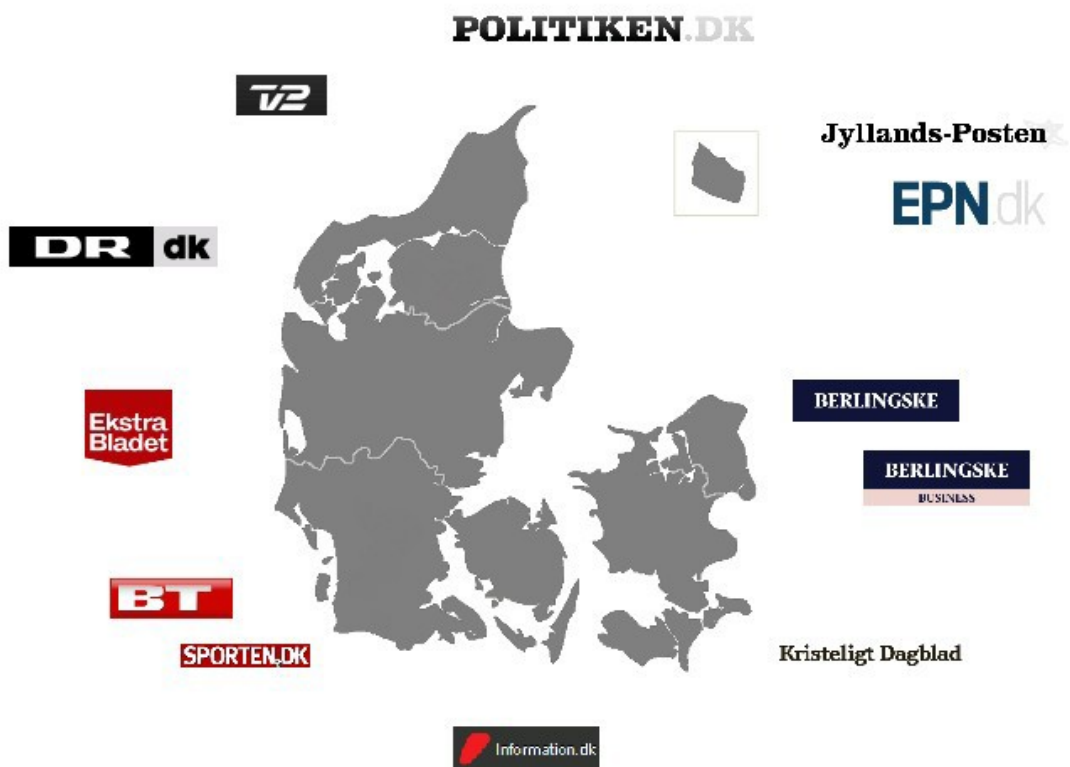 POLITIKEN.DK
TV2
Jyllands-Posten
EPN.dk
DR dk
Ekstra
Bladet
BERLINGSKE
BERLINGSKE
BUSINESS
BT
SPORTEN.DK
Kristeligt Dagblad
Information.dk